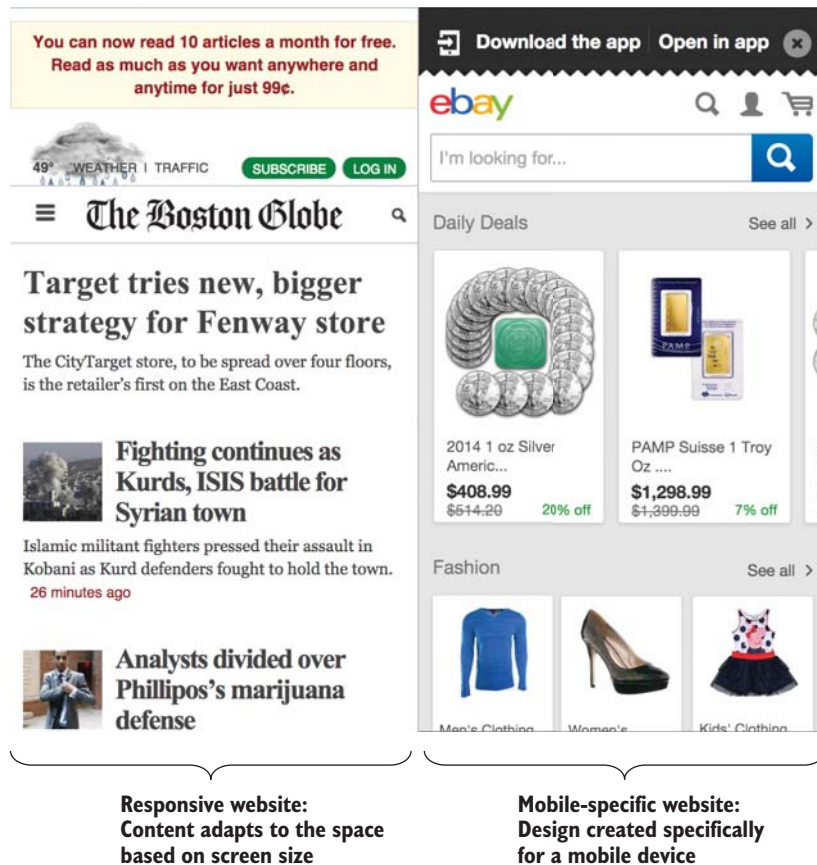 You can now read 10 articles a month for free.
Read as much as you want anywhere and
anytime for just 99¢.
49° WEATHER | TRAFFIC SUBSCRIBE LOG IN
The Boston Globe
Target tries new, bigger
strategy for Fenway store
The CityTarget store, to be spread over four floors,
is the retailer's first on the East Coast.
Fighting continues as
Kurds, ISIS battle for
Syrian town
Islamic militant fighters pressed their assault in
Kobani as Kurd defenders fought to hold the town.
26 minutes ago
Analysts divided over
Phillipos's marijuana
defense
Download the app Open in app
ebay
I'm looking for...
Daily Deals See all >
PAMP
2014 1 oz Silver
Americ...
$408.99
$514.20 20% off
PAMP Suisse 1 Troy
Oz ....
$1,298.99
$1,399.99 7% off
Fashion See all >
Men's Clothing Women's Kids' Clothing
Responsive website:
Content adapts to the space
based on screen size
Mobile-specific website:
Design created specifically
for a mobile device